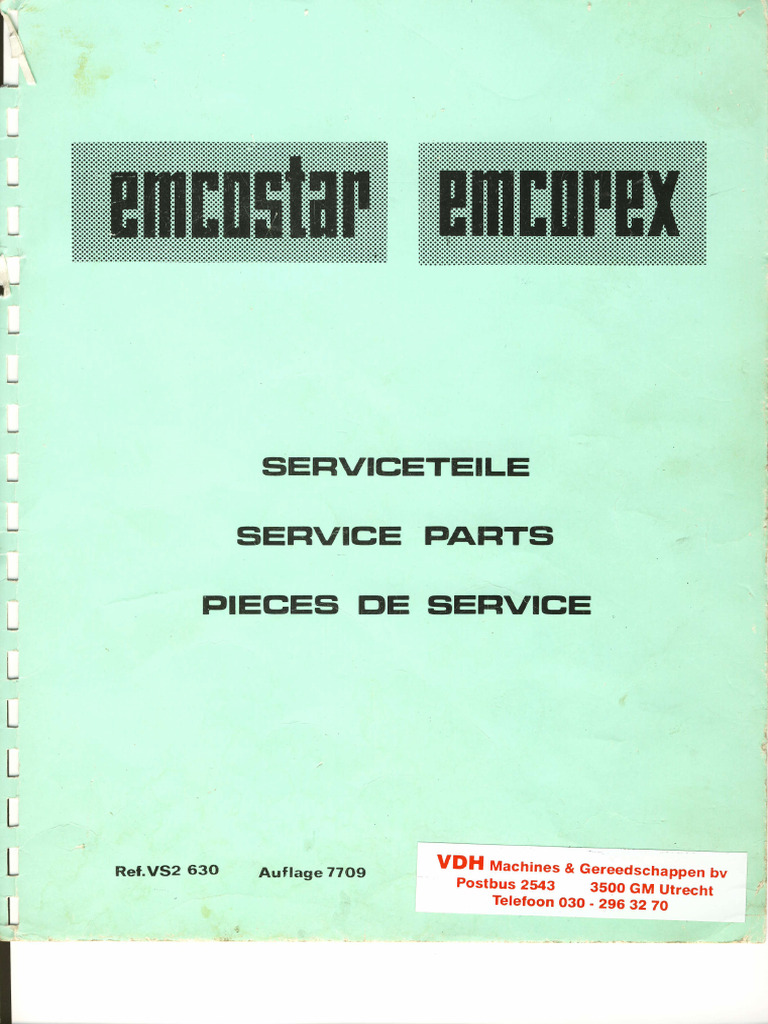 emcostar emcorex
SERVICETEILE
SERVICE PARTS
PIECES DE SERVICE
Ref.VS2 630 Auflage 7709
VDH Machines & Gereedschappen bv
Postbus 2543 3500 GM Utrecht
Telefoon 030 - 296 32 70